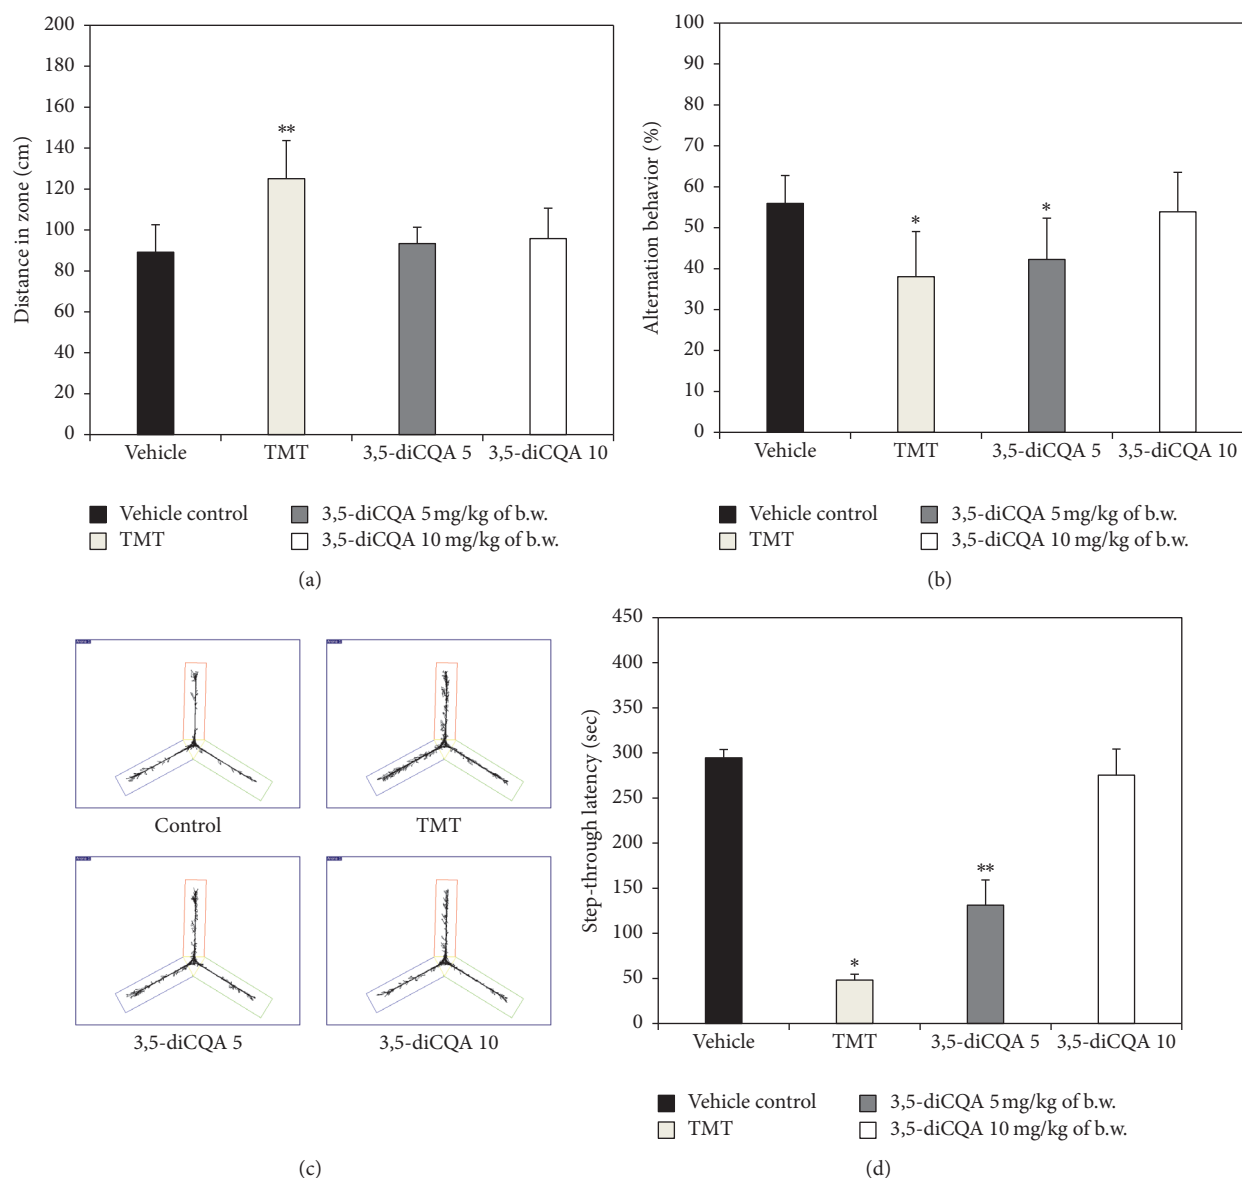 200
180
160
140
120
100
80
60
40
20
0
Distance in zone (cm)
**
Vehicle
TMT
3,5-diCQA 5
3,5-diCQA 10
Vehicle control
3,5-diCQA 5 mg/kg of b.w.
TMT
3,5-diCQA 10 mg/kg of b.w.
(a)
100
90
80
70
60
50
40
30
20
10
0
Alternation behavior (%)
*
*
Vehicle
TMT
3,5-diCQA 5
3,5-diCQA 10
Vehicle control
3,5-diCQA 5 mg/kg of b.w.
TMT
3,5-diCQA 10 mg/kg of b.w.
(b)
Control
TMT
3,5-diCQA 5
3,5-diCQA 10
(c)
450
400
350
300
250
200
150
100
50
0
Step-through latency (sec)
*
**
Vehicle
TMT
3,5-diCQA 5
3,5-diCQA 10
Vehicle control
3,5-diCQA 5 mg/kg of b.w.
TMT
3,5-diCQA 10 mg/kg of b.w.
(d)